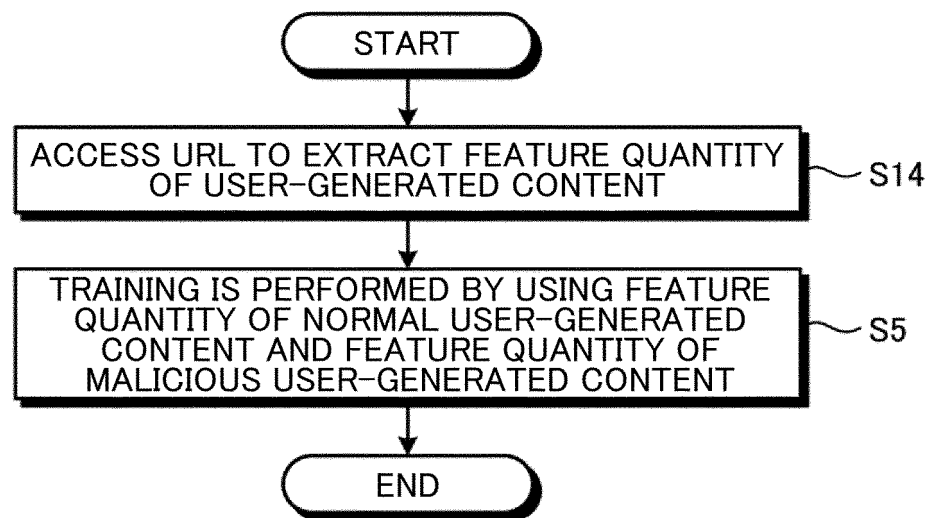 START
ACCESS URL TO EXTRACT FEATURE QUANTITY
OF USER-GENERATED CONTENT
S14
TRAINING IS PERFORMED BY USING FEATURE
QUANTITY OF NORMAL USER-GENERATED
CONTENT AND FEATURE QUANTITY OF
MALICIOUS USER-GENERATED CONTENT
S5
END